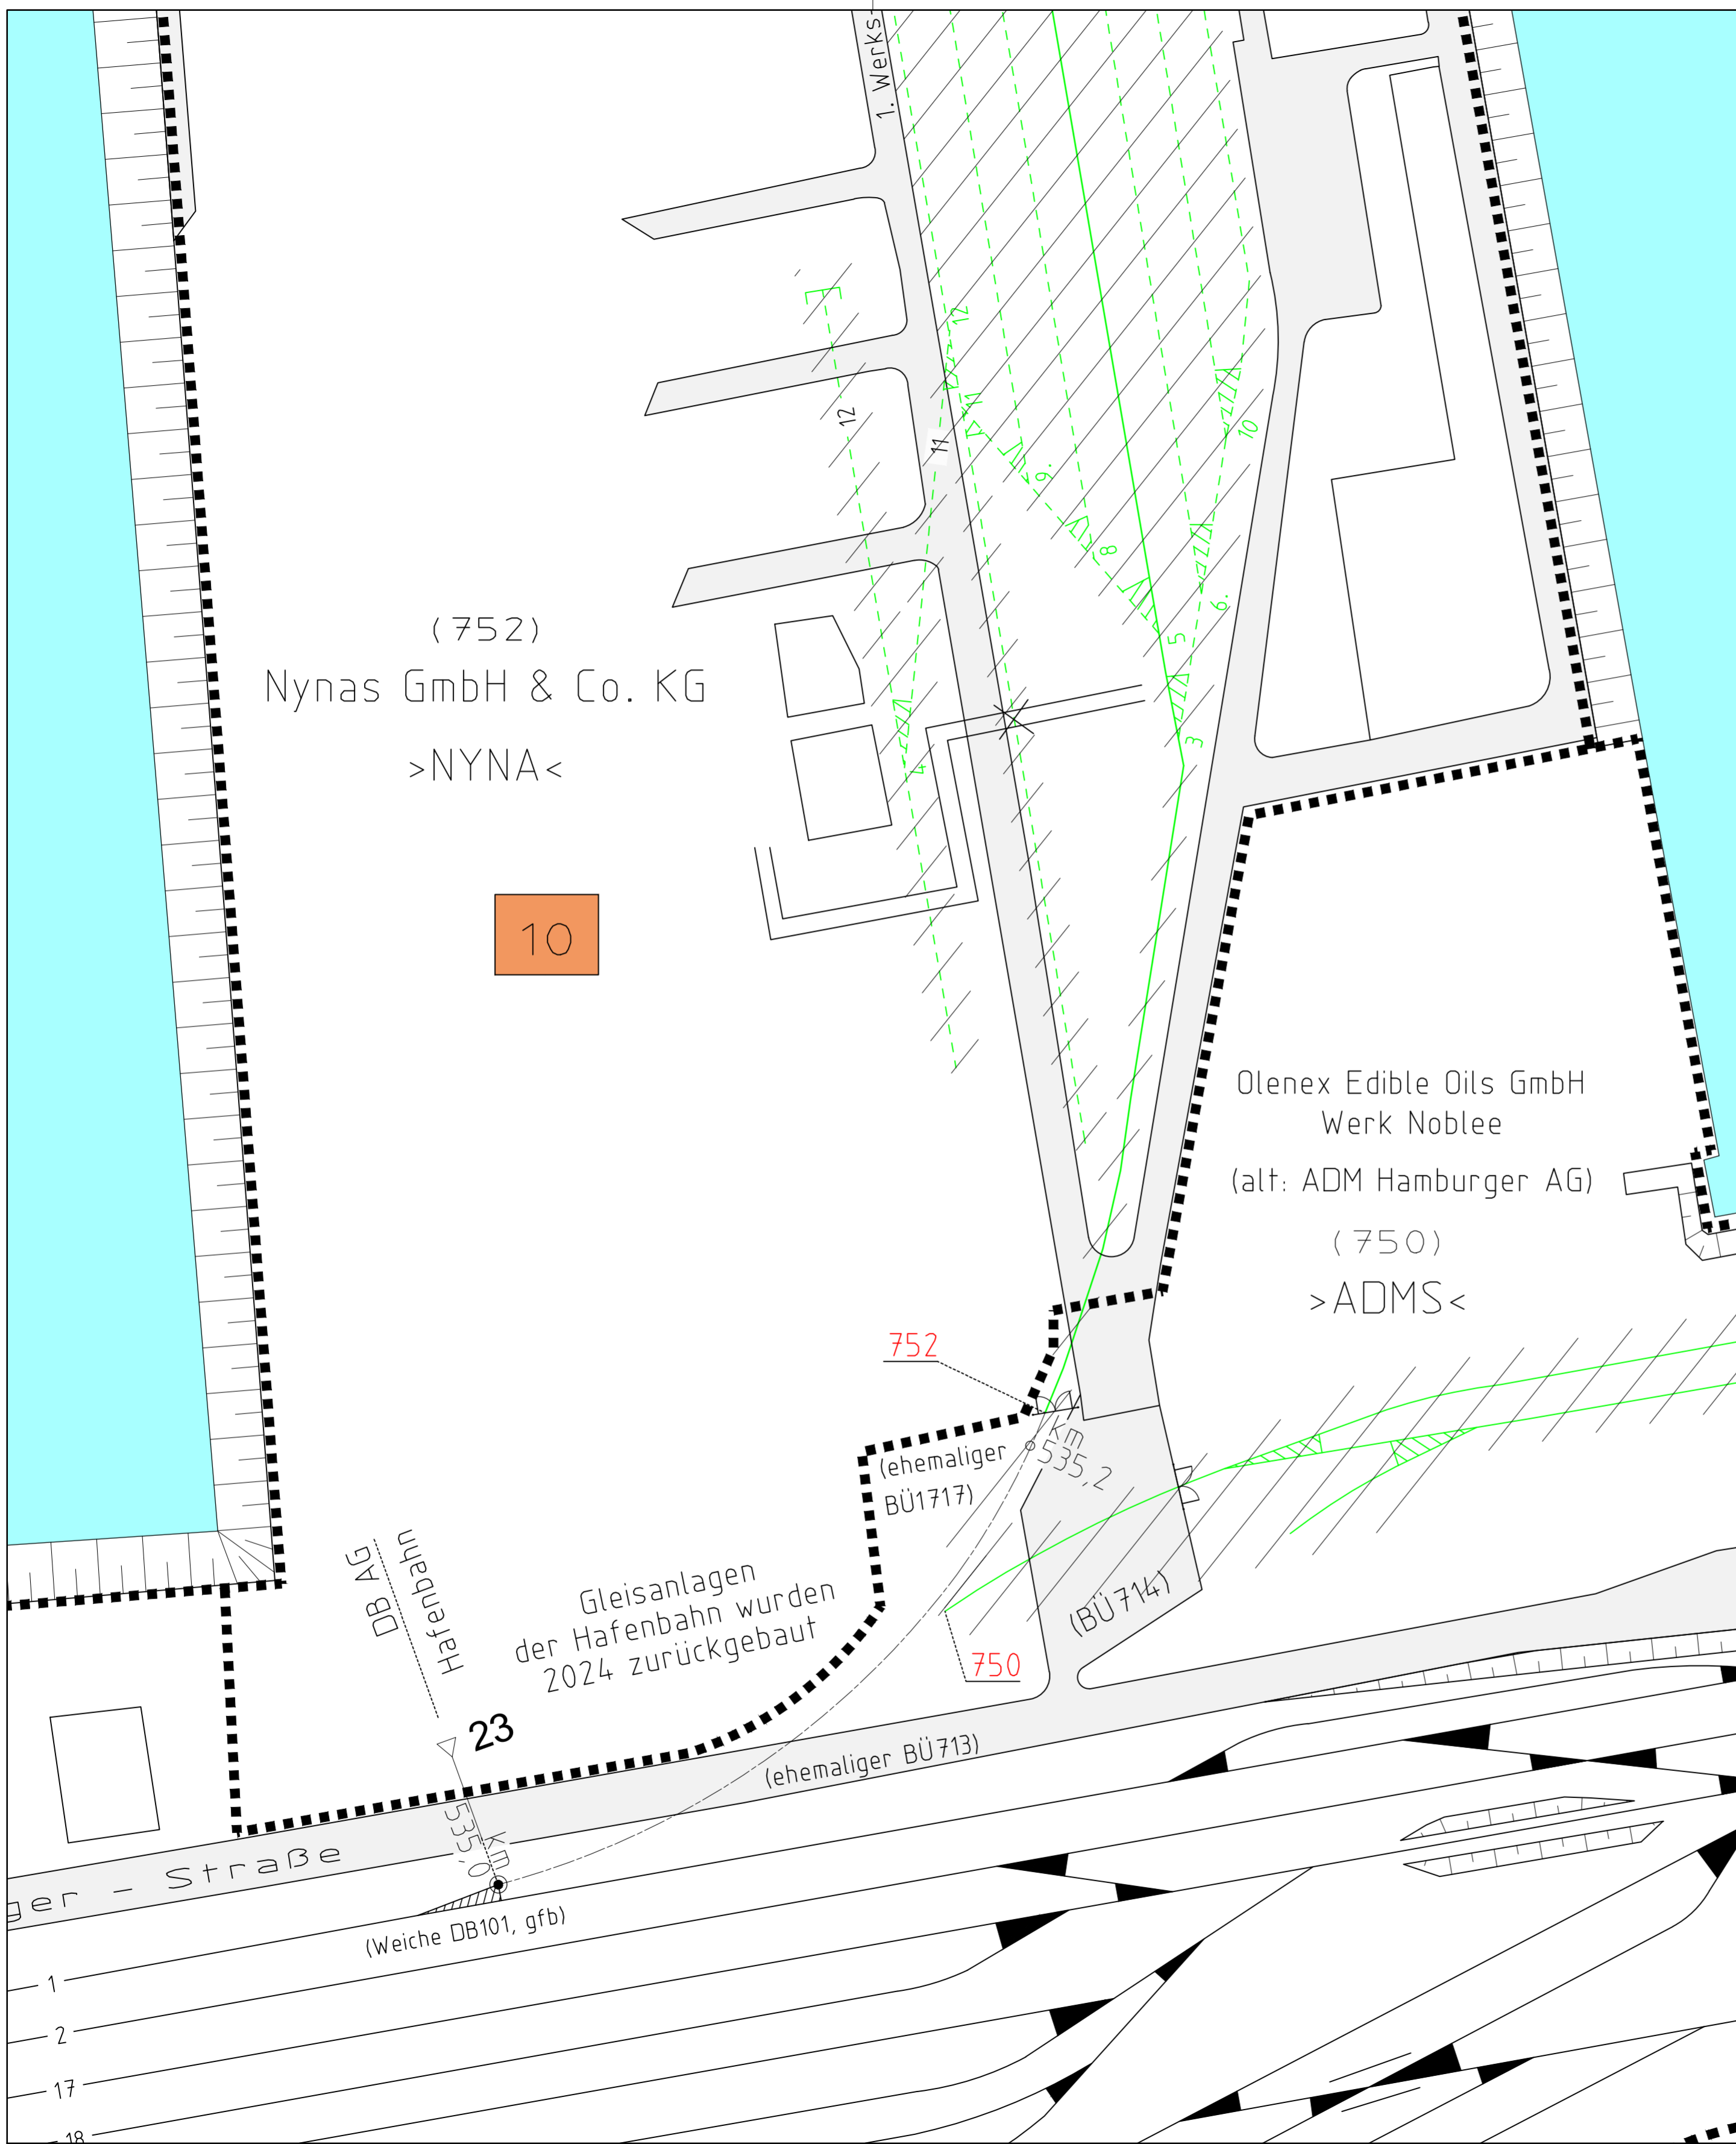 1. Werks-
12
12
11
9.
10
8
6.
5
3
4
(752)
Nynas GmbH & Co. KG
>NYNA<
10
Olenex Edible Oils GmbH
Werk Noblee
(alt: ADM Hamburger AG)
(750)
>ADMS<
752
km
535,2
(ehemaliger
BÜ1717)
DB AG
Hafenbahn
Gleisanlagen
der Hafenbahn wurden
2024 zurückgebaut
(BÜ714)
750
23
(ehemaliger BÜ713)
km
535,0
ger - Straße
(Weiche DB101, gfb)
1
2
17
18